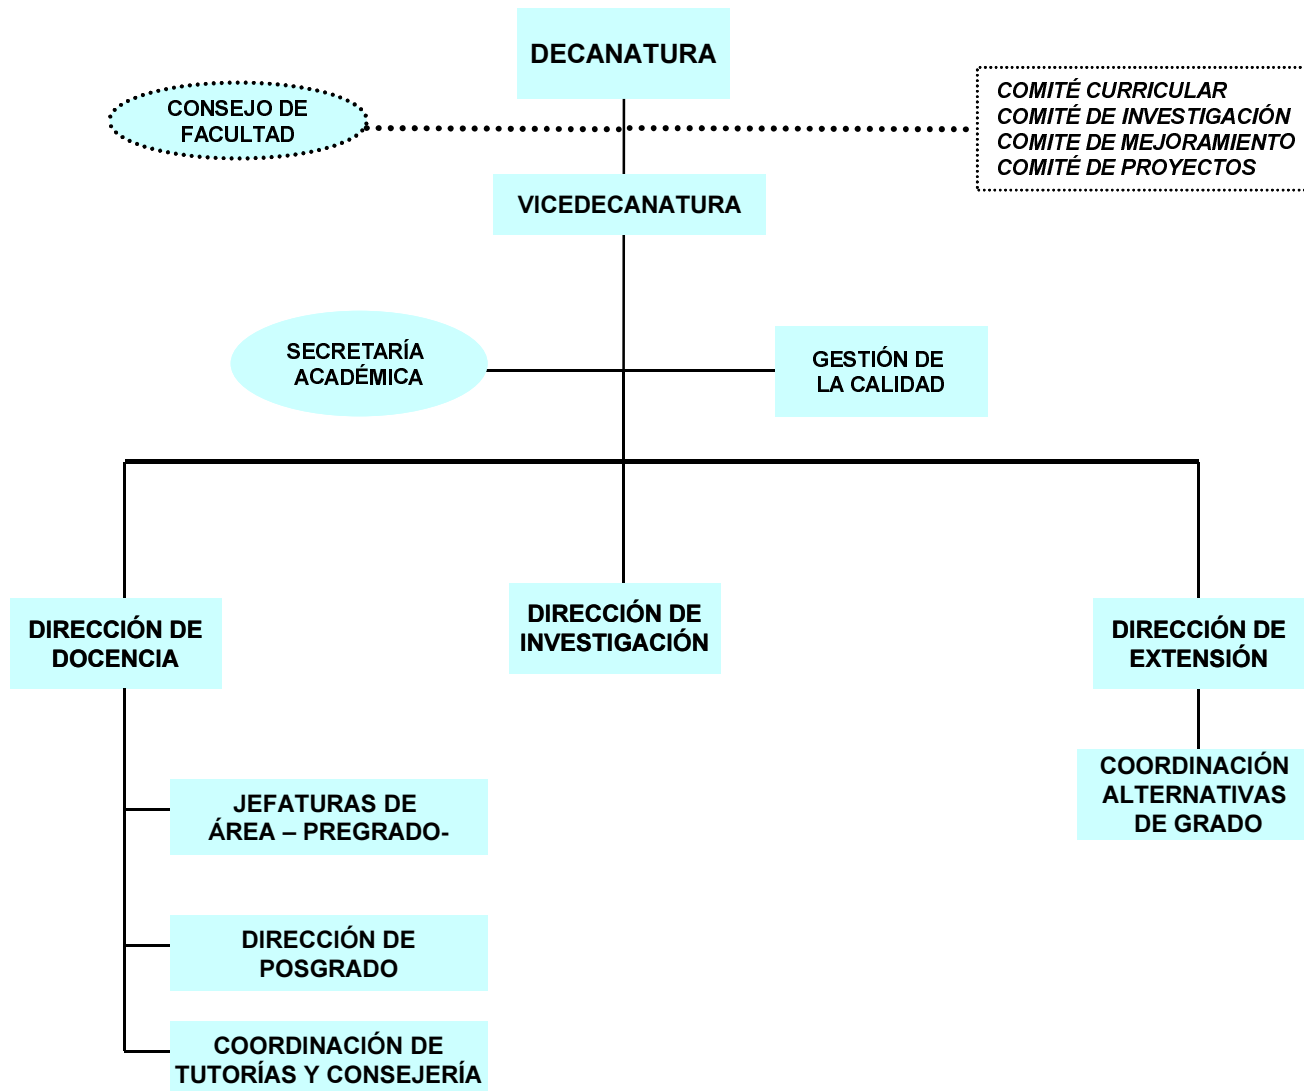 DECANATURA
CONSEJO DE
FACULTAD
COMITÉ CURRICULAR
COMITÉ DE INVESTIGACIÓN
COMITE DE MEJORAMIENTO
COMITÉ DE PROYECTOS
VICEDECANATURA
SECRETARÍA
ACADÉMICA
GESTIÓN DE
LA CALIDAD
DIRECCIÓN DE
DOCENCIA
DIRECCIÓN DE
INVESTIGACIÓN
DIRECCIÓN DE
EXTENSIÓN
JEFATURAS DE
ÁREA – PREGRADO-
DIRECCIÓN DE
POSGRADO
COORDINACIÓN DE
TUTORÍAS Y CONSEJERÍA
COORDINACIÓN
ALTERNATIVAS
DE GRADO